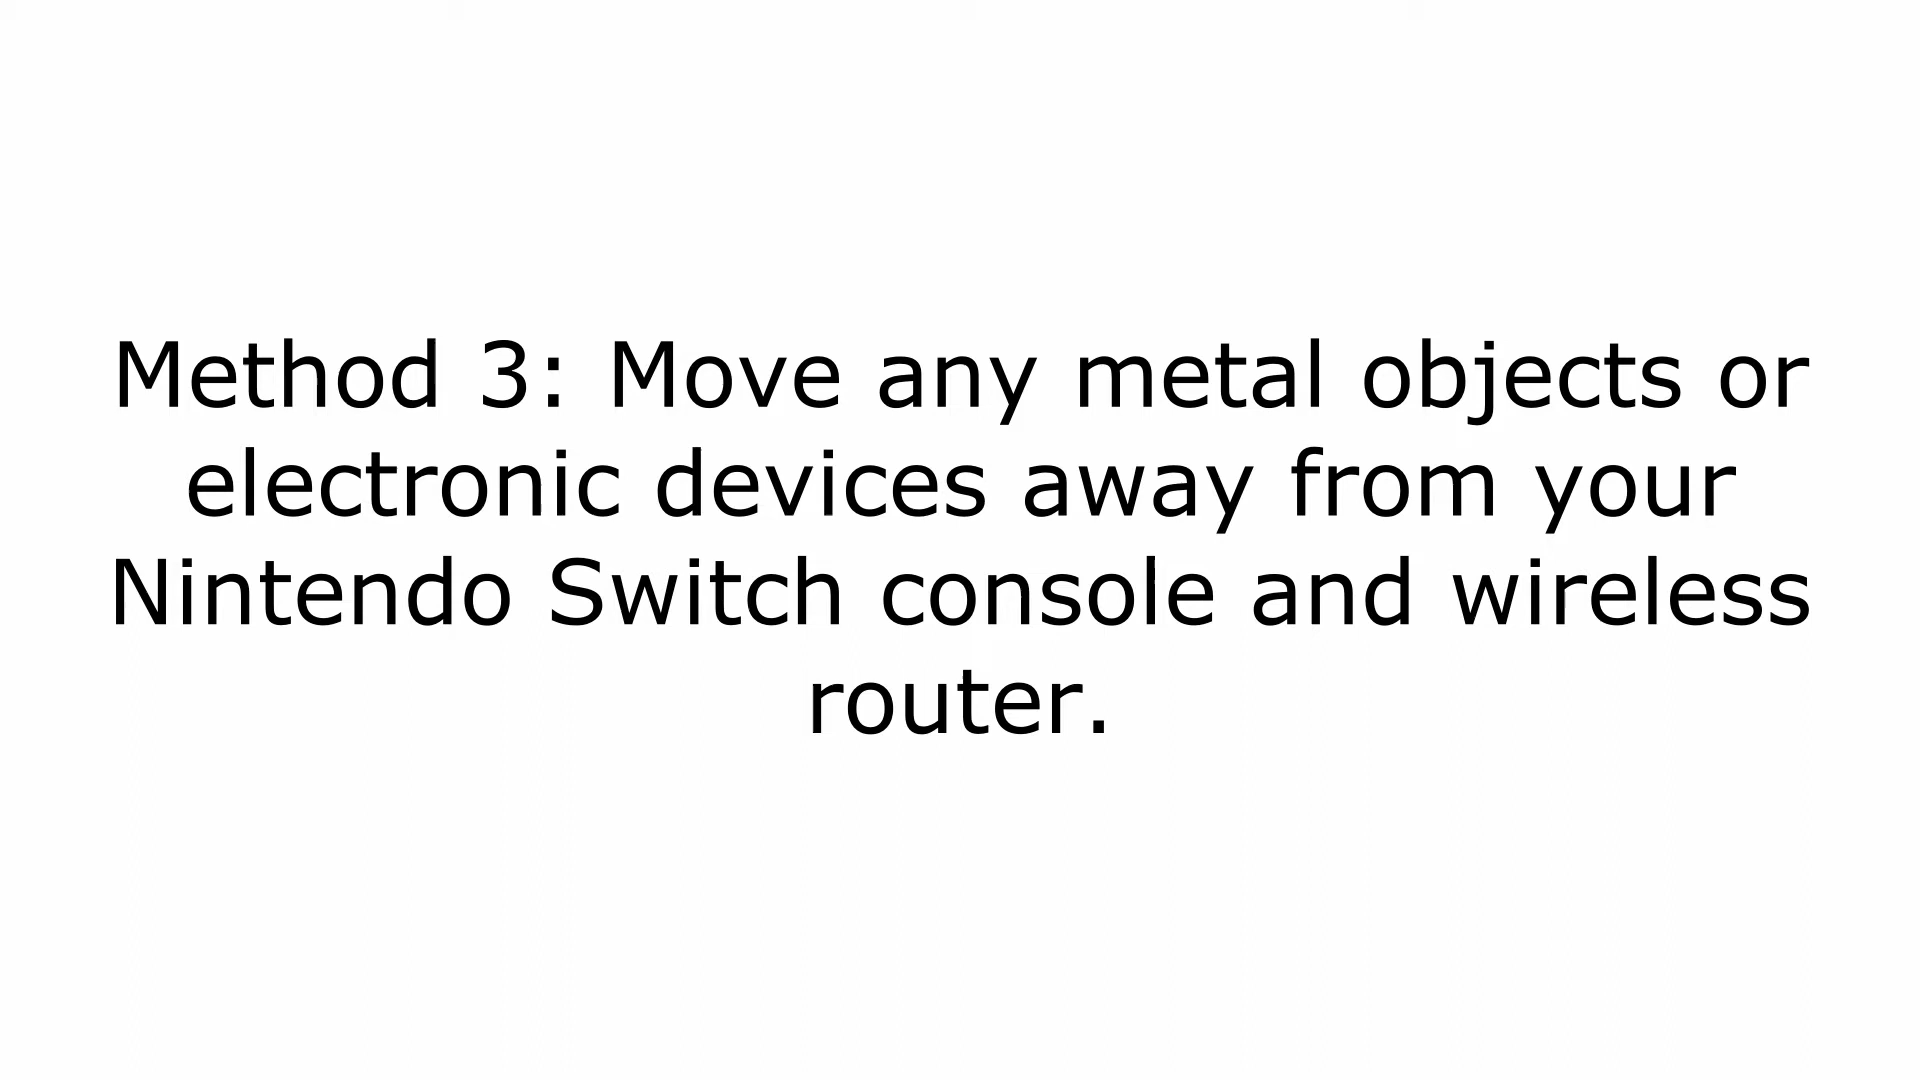 Method 3: Move any metal objects or
electronic devices away from your
Nintendo Switch console and wireless
router.